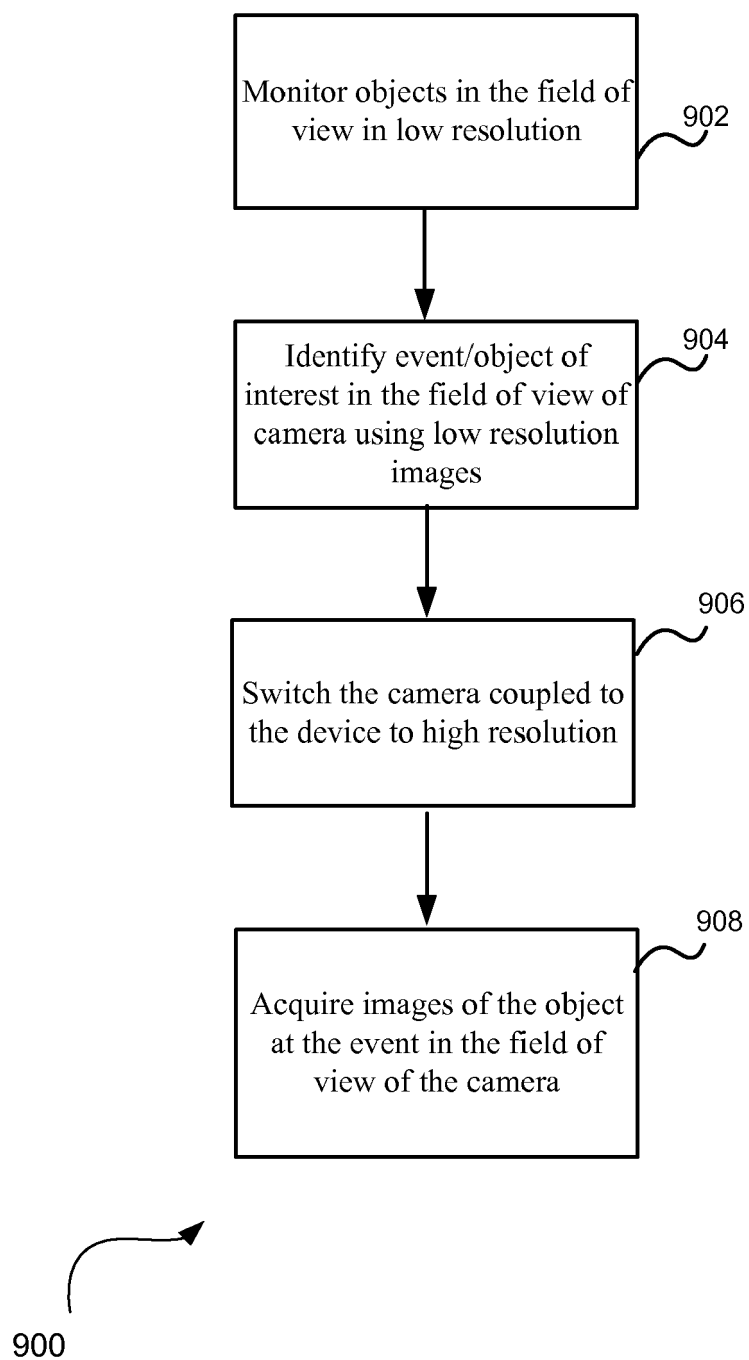 Monitor objects in the field of
view in low resolution
902
Identify event/object of
interest in the field of view of
camera using low resolution
images
904
Switch the camera coupled to
the device to high resolution
906
Acquire images of the object
at the event in the field of
view of the camera
908
900